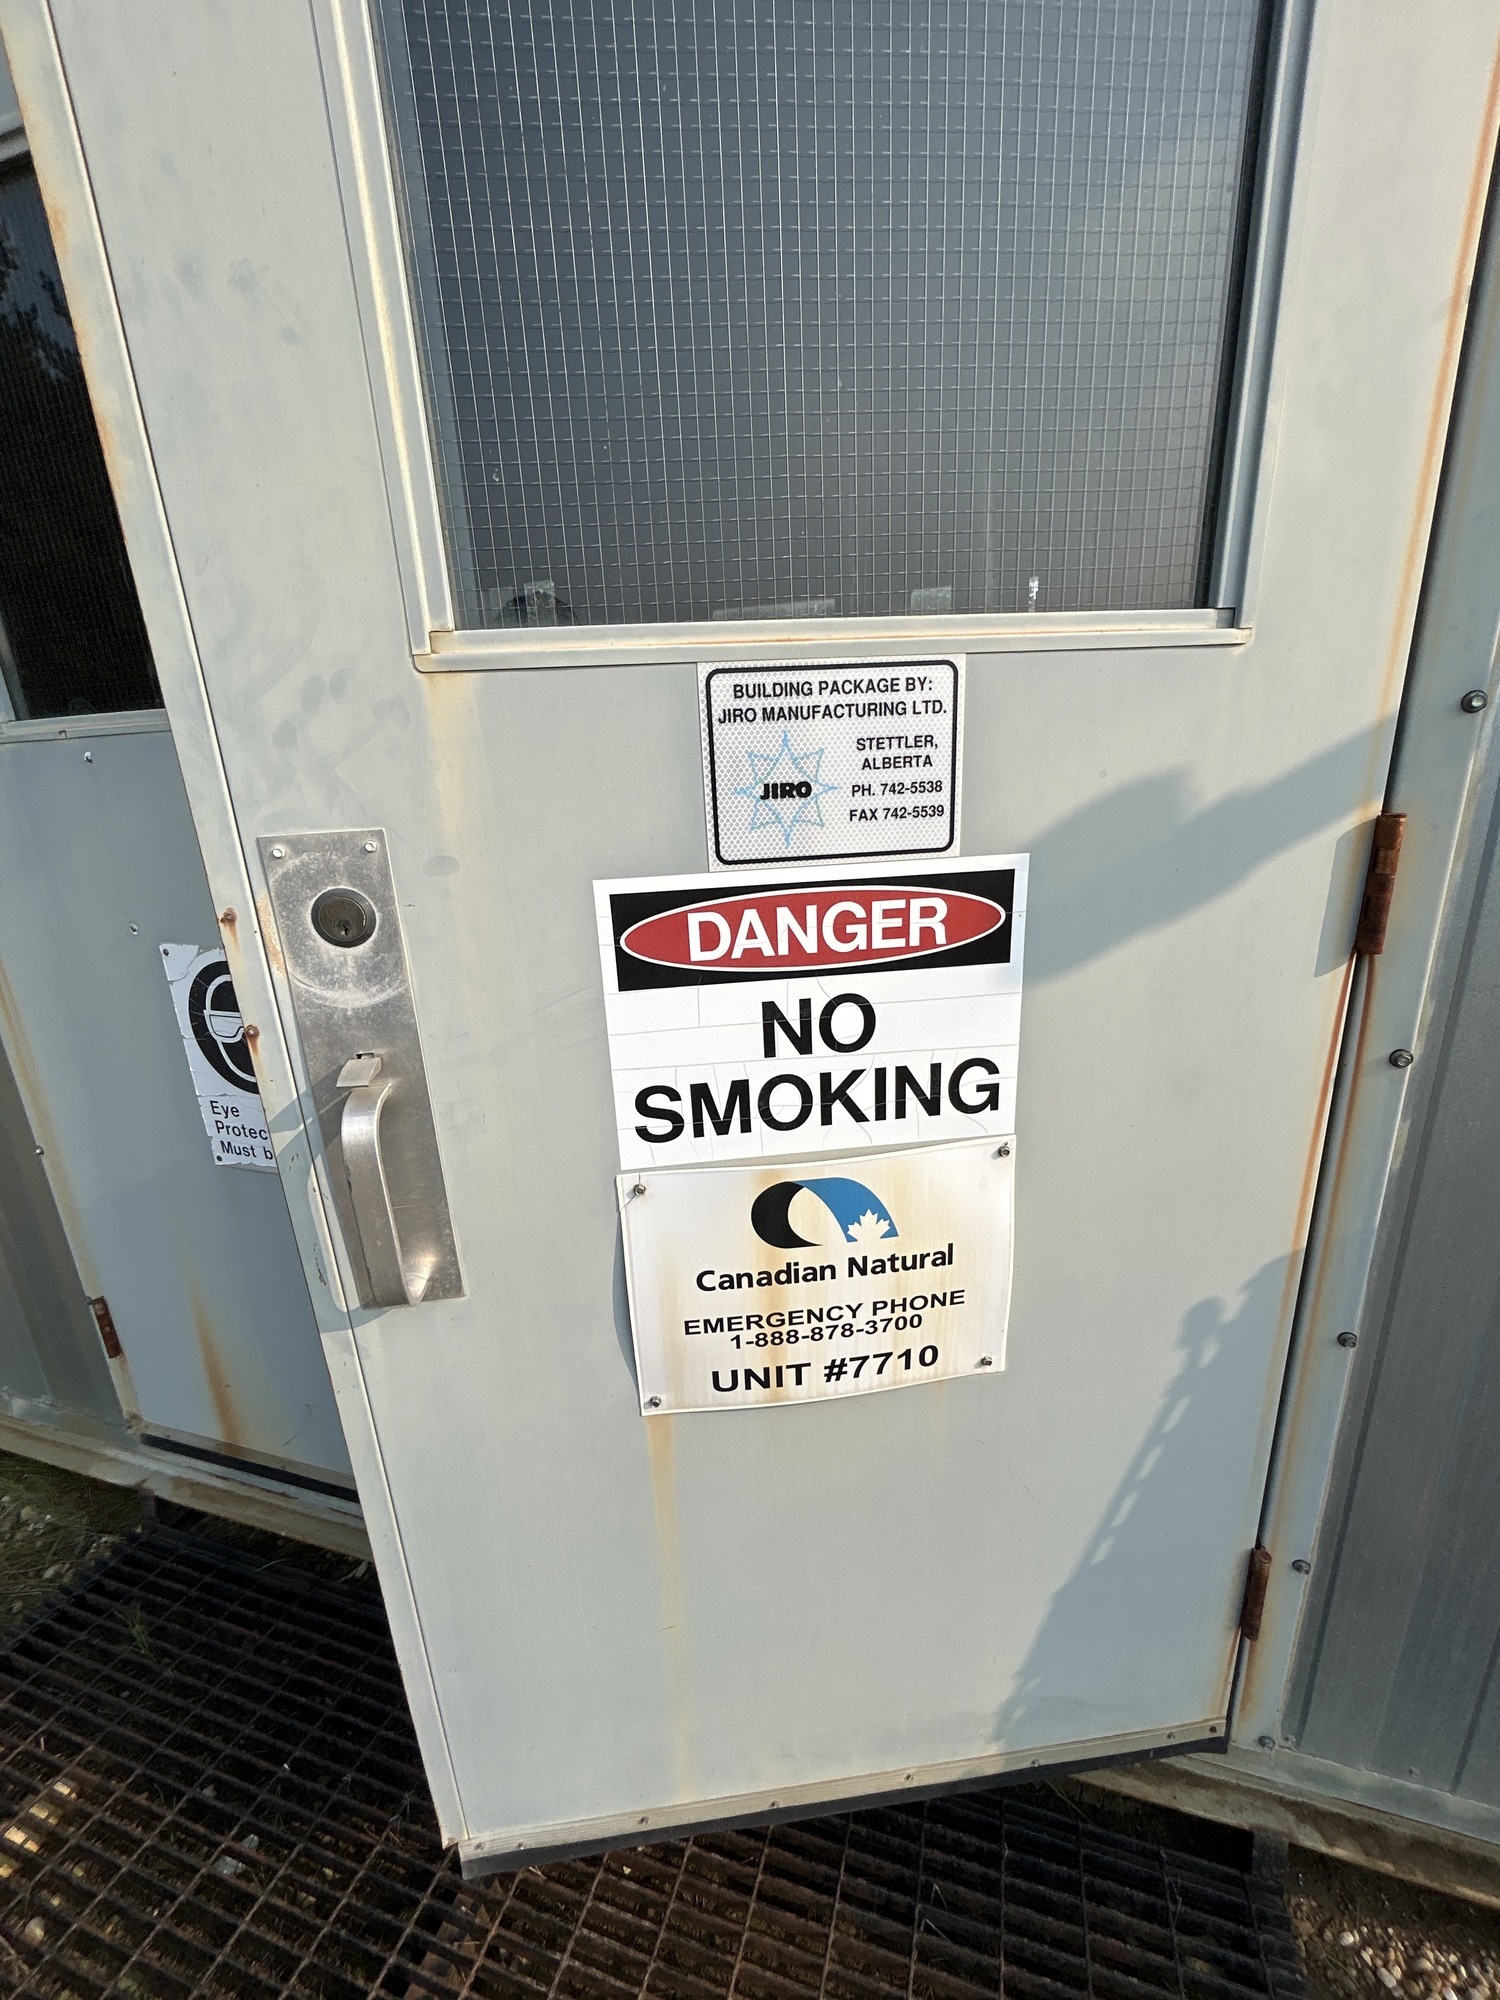 BUILDING PACKAGE BY:
JIRO MANUFACTURING LTD.
JIRO
STETTLER,
ALBERTA
PH. 742-5538
FAX 742-5539
DANGER
NO
SMOKING
Canadian Natural
EMERGENCY PHONE
1-888-878-3700
UNIT #7710
Eye
Protec
Must b